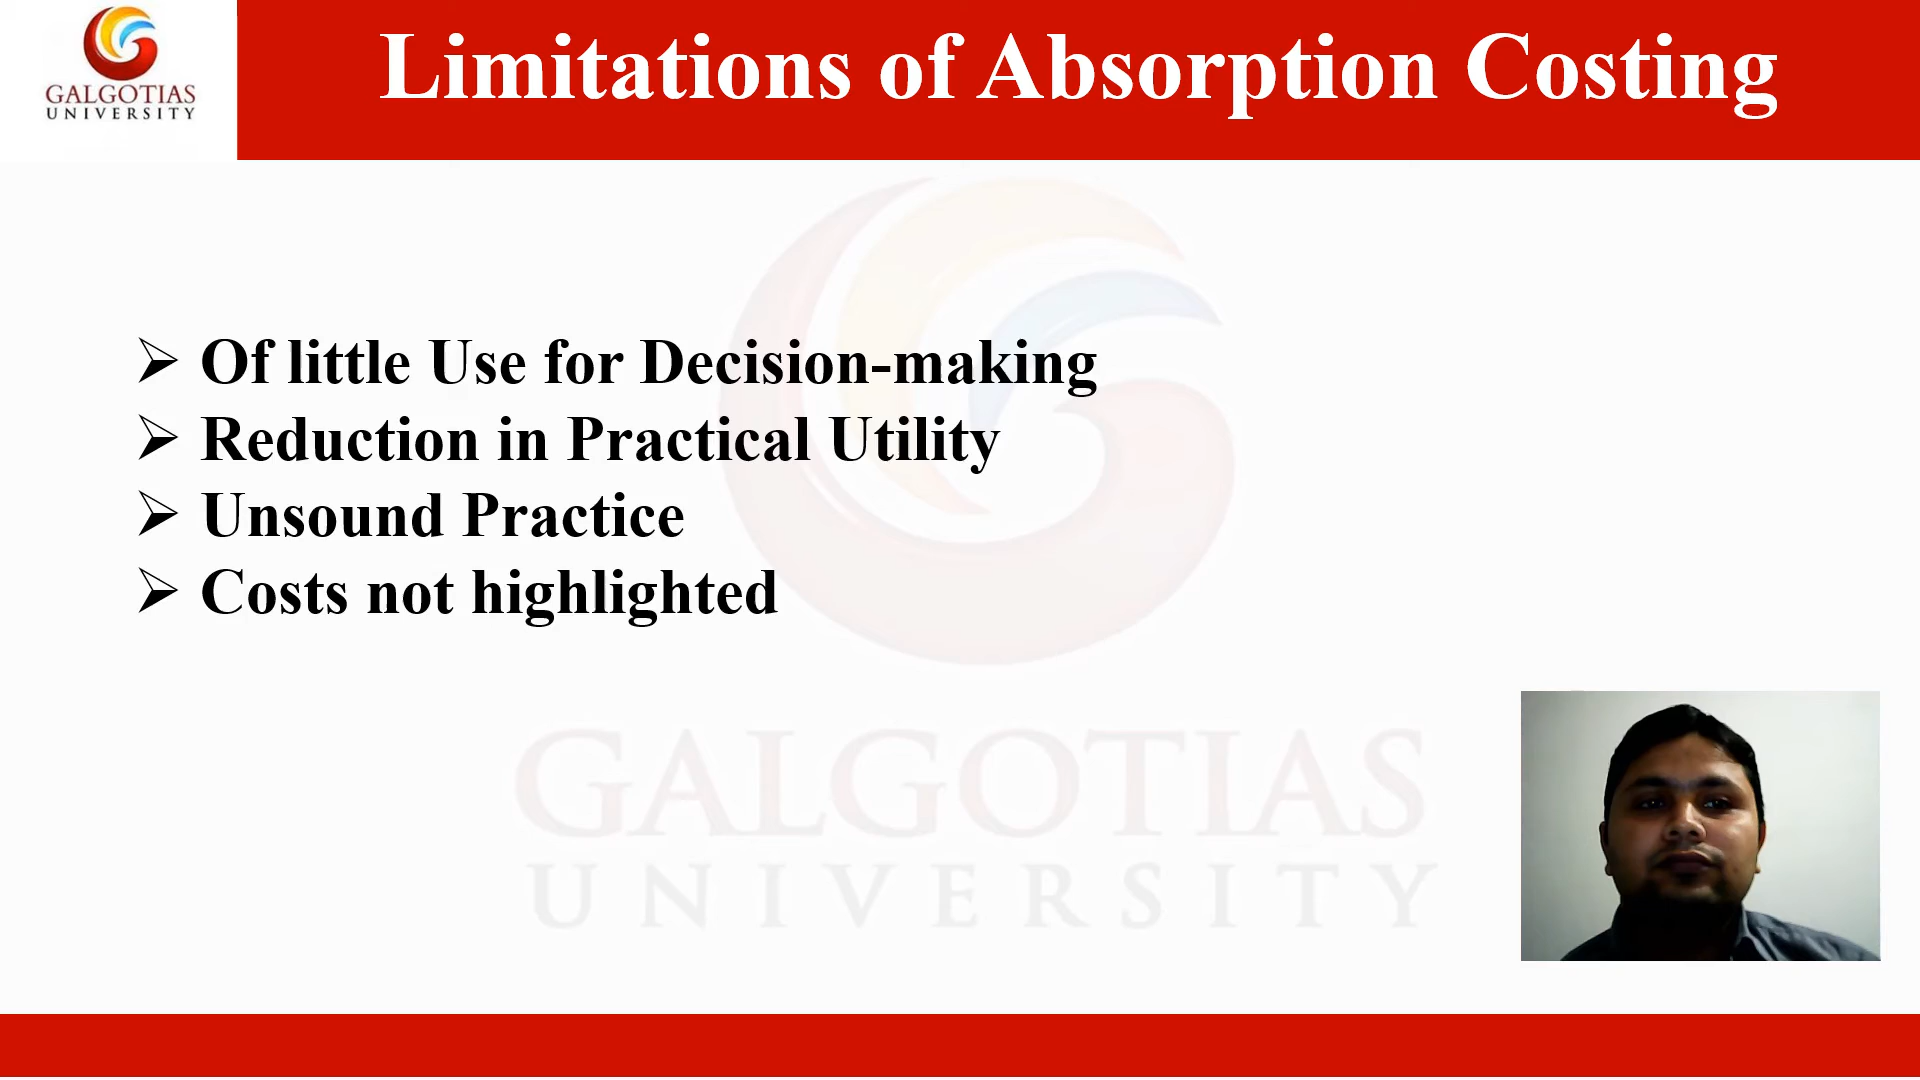 GALGOTIAS
UNIVERSITY
Limitations of Absorption Costing
➢ Of little Use for Decision-making
➢ Reduction in Practical Utility
➢ Unsound Practice
➢ Costs not highlighted
GALGOTIAS
UNIVERSITY